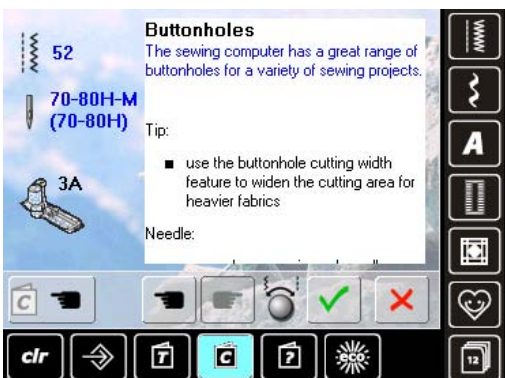 Buttonholes
The sewing computer has a great range of
buttonholes for a variety of sewing projects.
52
70-80H-M
(70-80H)
3A
Tip:
■ use the buttonhole cutting width
feature to widen the cutting area for
heavier fabrics
Needle:
C
A
12
clr
T
C
?
eco